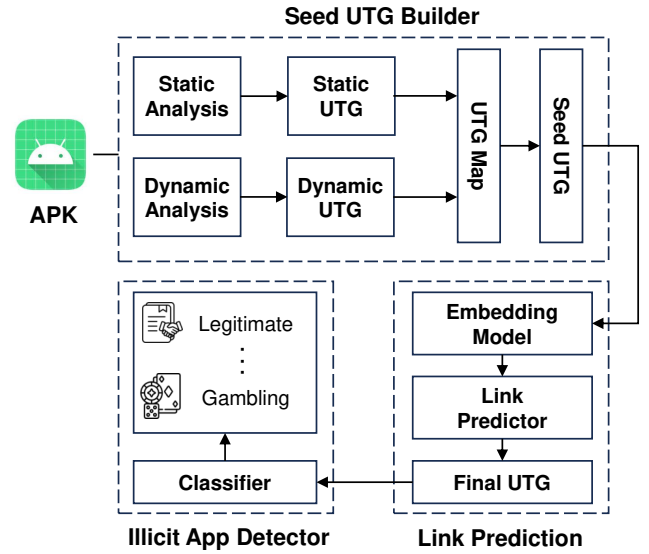 Seed UTG Builder
Static
Analysis
Static
UTG
UTG Map
Seed UTG
APK
Dynamic
Analysis
Dynamic
UTG
Legitimate
Gambling
Classifier
Illicit App Detector
Embedding
Model
Link
Predictor
Final UTG
Link Prediction